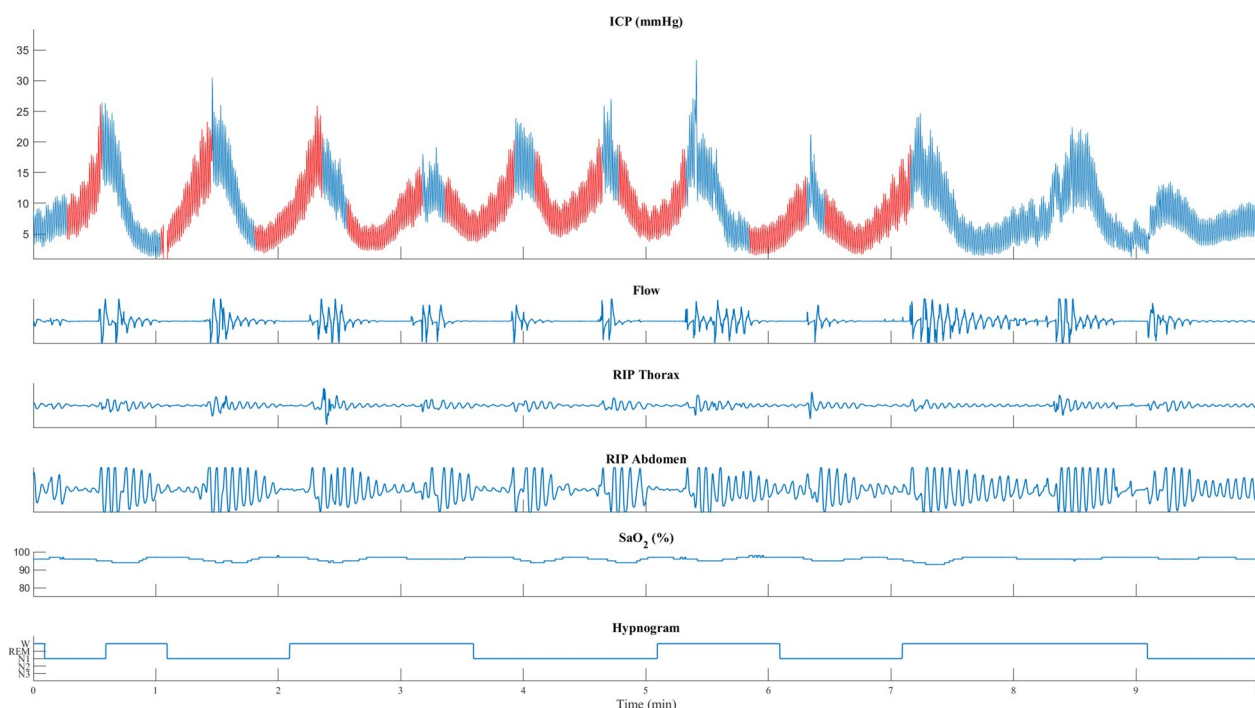 ICP (mmHg)
35
30
25
20
15
10
5
Flow
RIP Thorax
RIP Abdomen
SaO2 (%)
100
90
80
Hypnogram
W
REM
N1
N2
N3
0 1 2 3 4 5 6 7 8 9
Time (min)